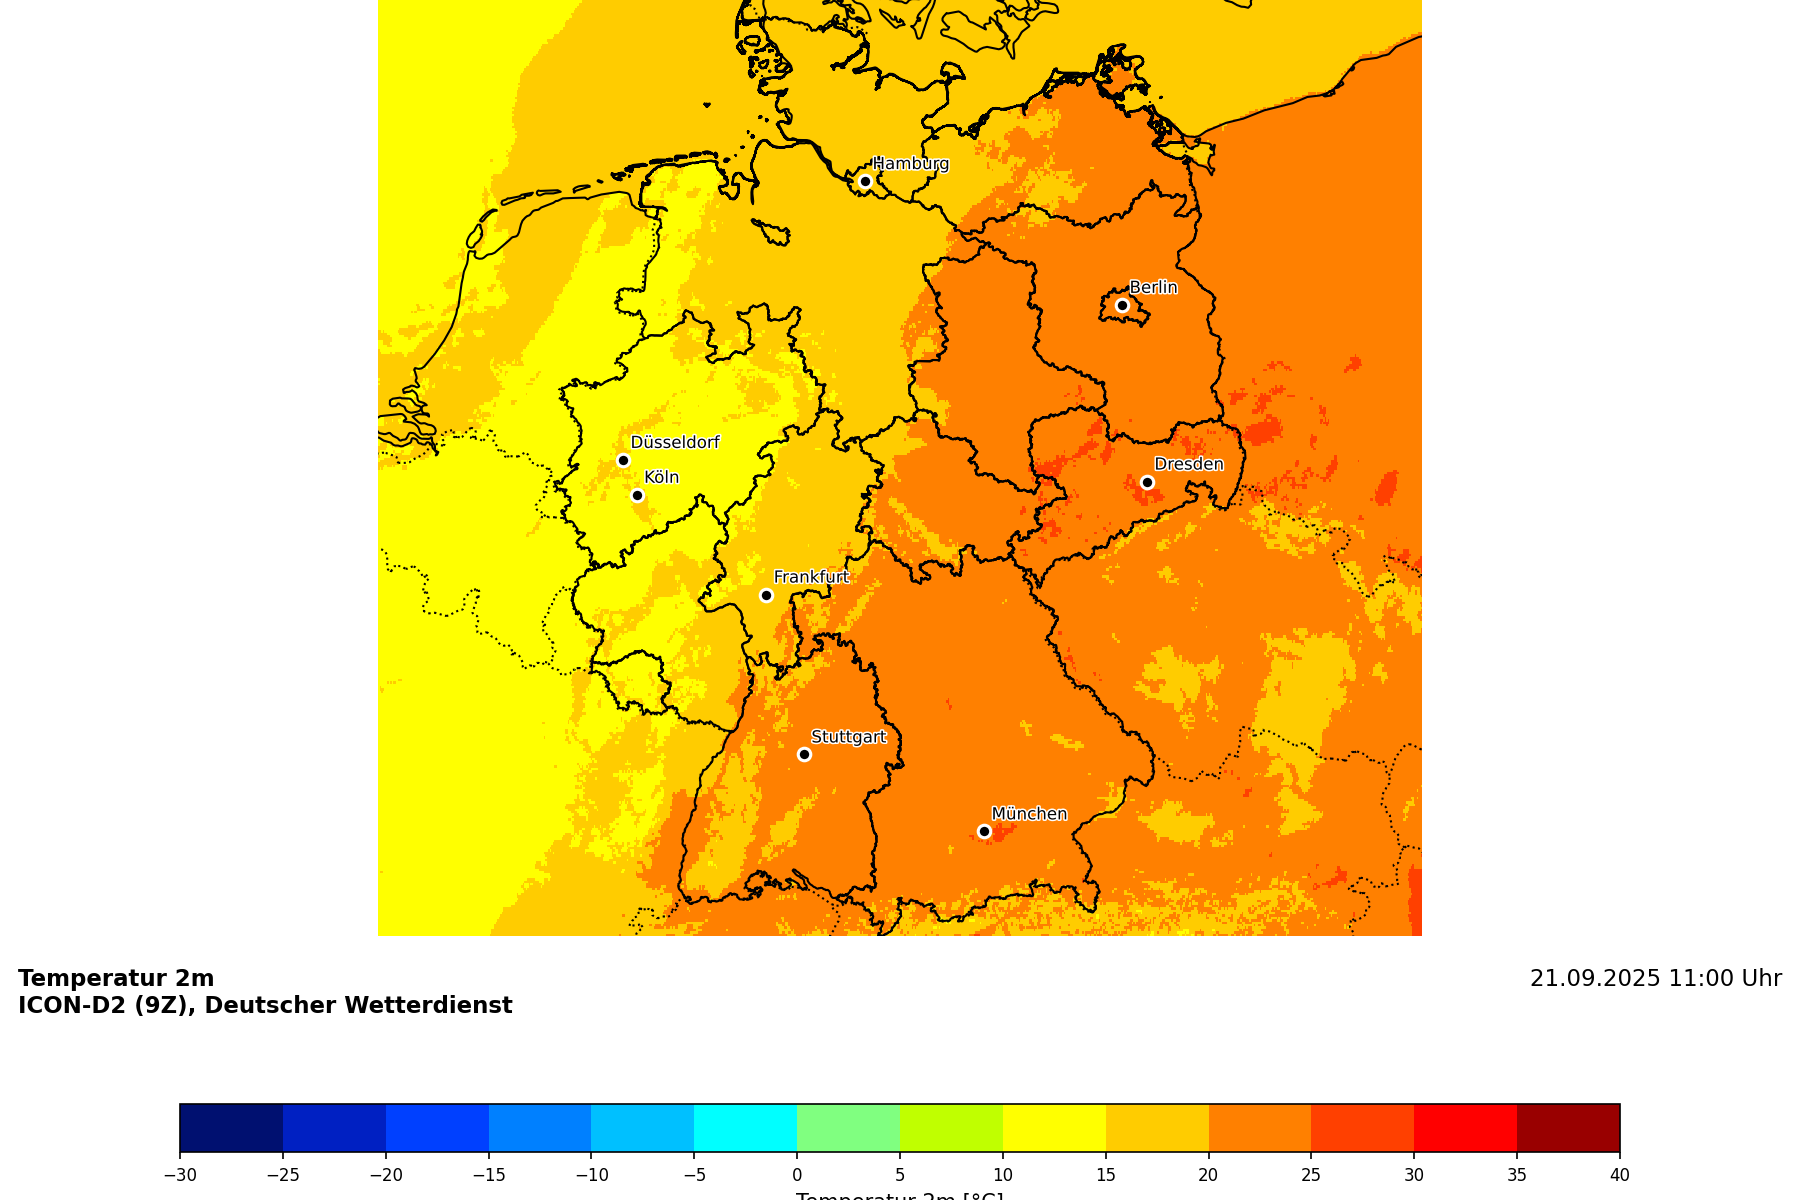 Hamburg
Berlin
Düsseldorf
Köln
Dresden
Frankfurt
Stuttgart
München
Temperatur 2m
ICON-D2 (9Z), Deutscher Wetterdienst
21.09.2025 11:00 Uhr
−30 −25 −20 −15 −10 −5 0 5 10 15 20 25 30 35 40
Temperatur 2m [°C]